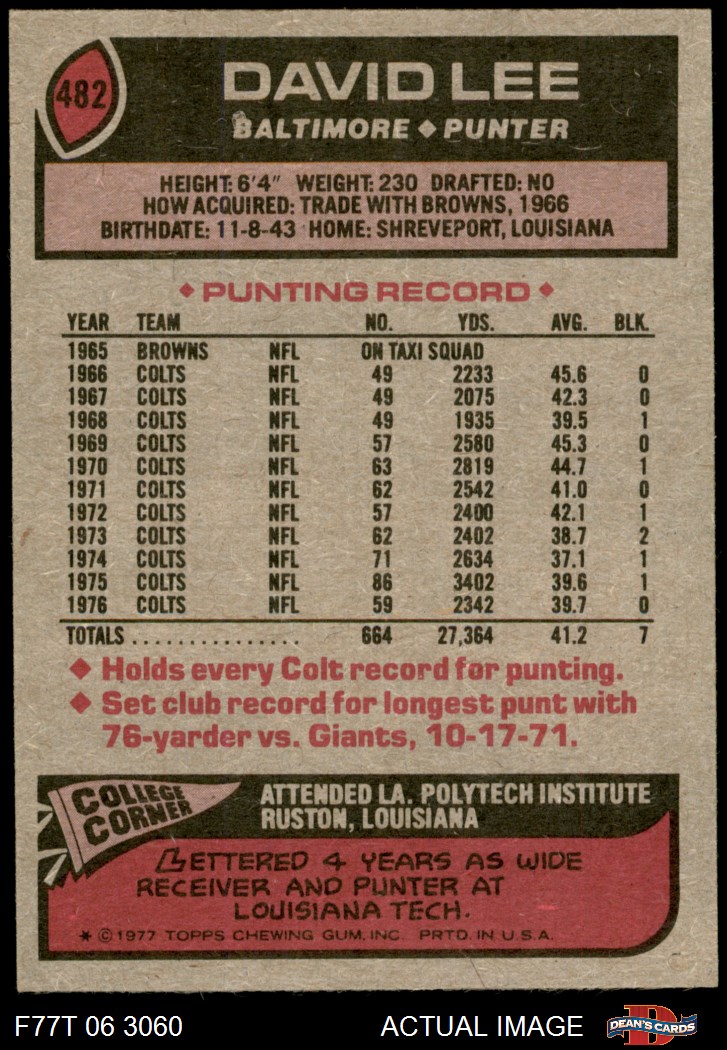 482
DAVID LEE
BALTIMORE ◆ PUNTER
HEIGHT: 6'4" WEIGHT: 230 DRAFTED: NO
HOW ACQUIRED: TRADE WITH BROWNS, 1966
BIRTHDATE: 11-8-43 HOME: SHREVEPORT, LOUISIANA
◆ PUNTING RECORD ◆
YEAR TEAM NO. YDS. AVG. BLK.
1965 BROWNS NFL ON TAXI SQUAD
1966 COLTS NFL 49 2233 45.6 0
1967 COLTS NFL 49 2075 42.3 0
1968 COLTS NFL 49 1935 39.5 1
1969 COLTS NFL 57 2580 45.3 0
1970 COLTS NFL 63 2819 44.7 1
1971 COLTS NFL 62 2542 41.0 0
1972 COLTS NFL 57 2400 42.1 1
1973 COLTS NFL 62 2402 38.7 2
1974 COLTS NFL 71 2634 37.1 1
1975 COLTS NFL 86 3402 39.6 1
1976 COLTS NFL 59 2342 39.7 0
TOTALS ................ 664 27,364 41.2 7
◆ Holds every Colt record for punting.
◆ Set club record for longest punt with
76-yarder vs. Giants, 10-17-71.
COLLEGE
CORNER
ATTENDED LA. POLYTECH INSTITUTE
RUSTON, LOUISIANA
LETTERED 4 YEARS AS WIDE
RECEIVER AND PUNTER AT
LOUISIANA TECH.
* © 1977 TOPPS CHEWING GUM, INC. PRTD. IN U.S.A.
F77T 06 3060 ACTUAL IMAGE D DEAN'S CARDS